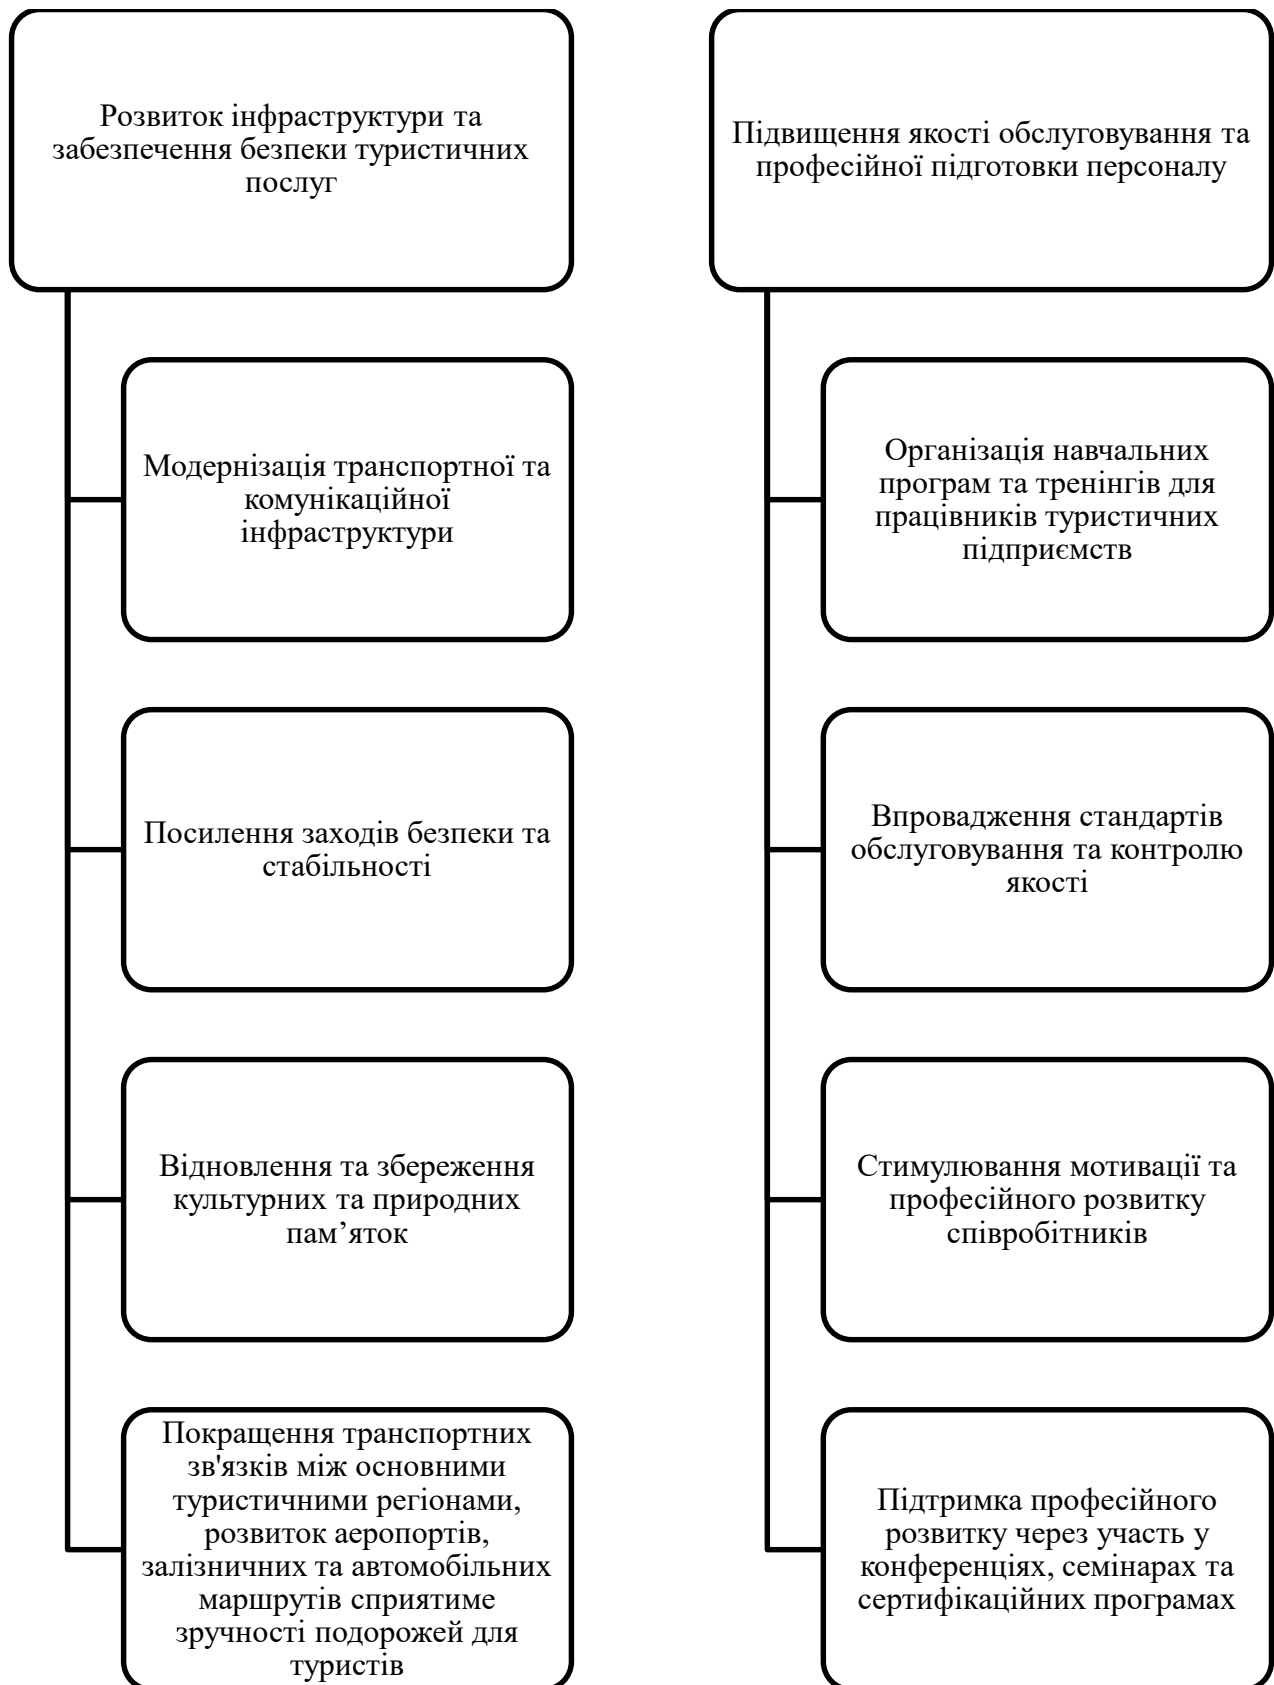 Розвиток інфраструктури та
забезпечення безпеки туристичних
послуг
Модернізація транспортної та
комунікаційної
інфраструктури
Посилення заходів безпеки та
стабільності
Відновлення та збереження
культурних та природних
пам’яток
Покращення транспортних
зв'язків між основними
туристичними регіонами,
розвиток аеропортів,
залізничних та автомобільних
маршрутів сприятиме
зручності подорожей для
туристів
Підвищення якості обслуговування та
професійної підготовки персоналу
Організація навчальних
програм та тренінгів для
працівників туристичних
підприємств
Впровадження стандартів
обслуговування та контролю
якості
Стимулювання мотивації та
професійного розвитку
співробітників
Підтримка професійного
розвитку через участь у
конференціях, семінарах та
сертифікаційних програмах